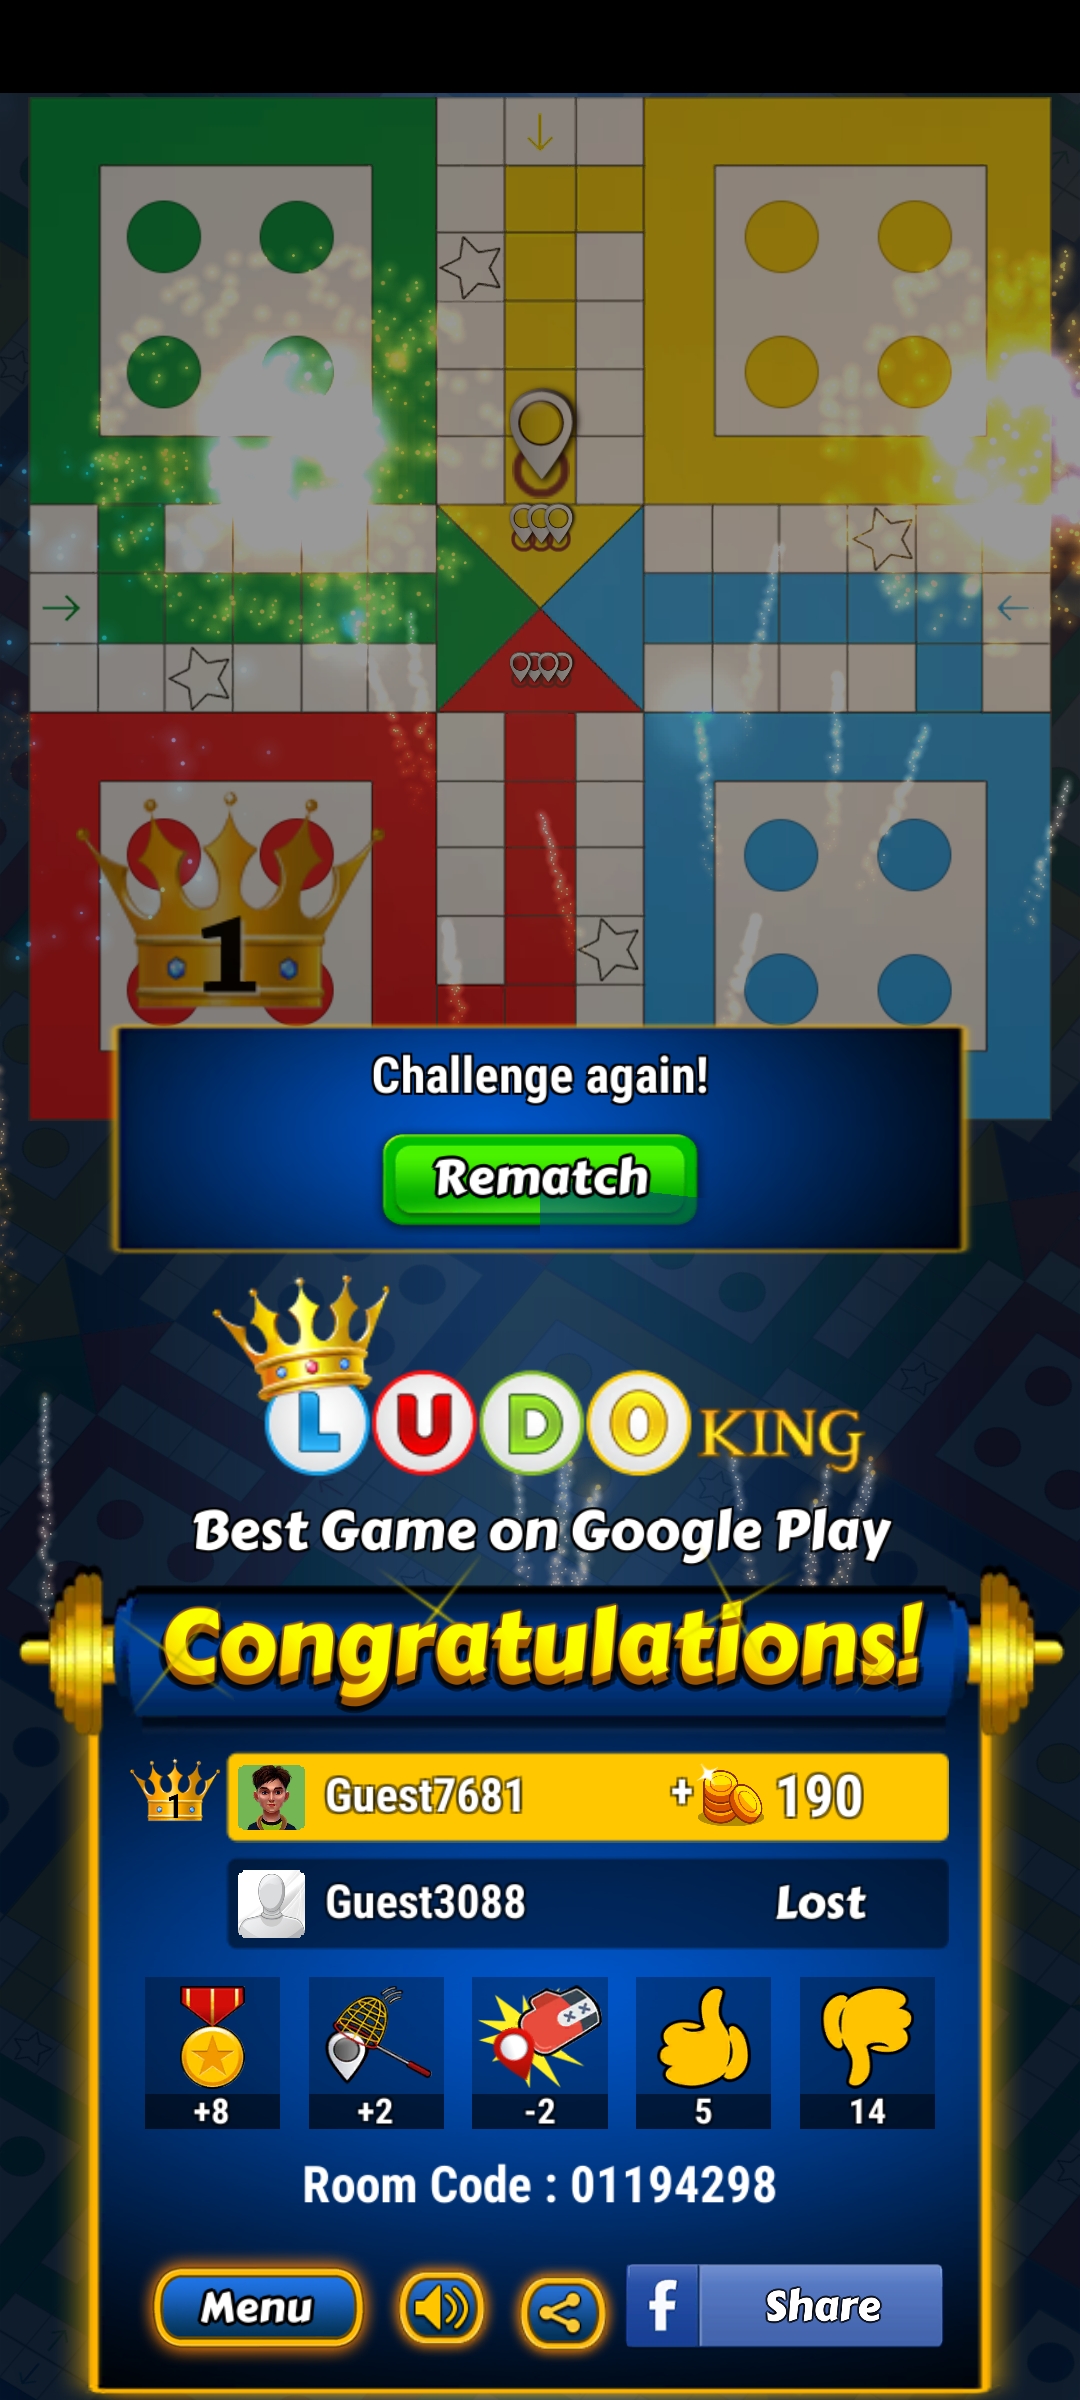 1
Challenge again!
Rematch
LUDO KING
Best Game on Google Play
Congratulations!
1 Guest7681 + 190
Guest3088 Lost
+8 +2 -2 5 14
Room Code : 01194298
Menu f Share